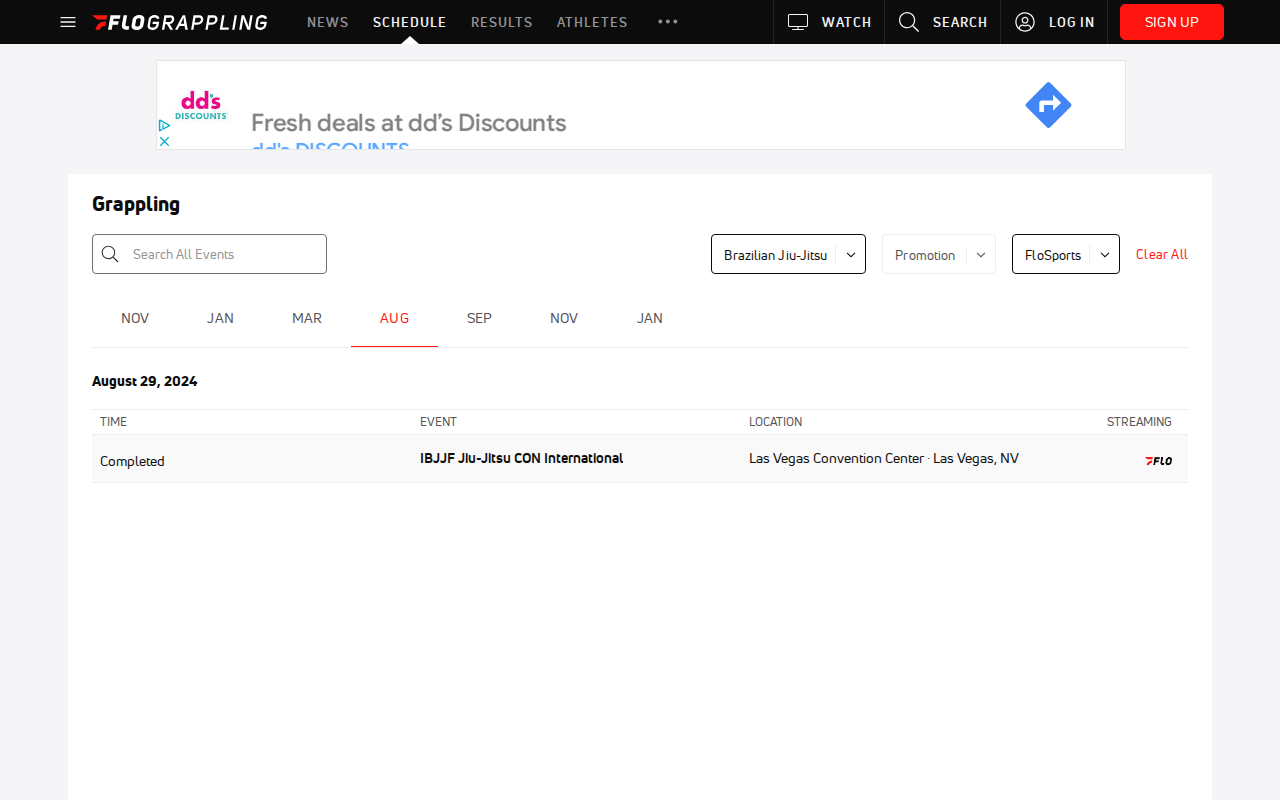 FLOGRAPPLING NEWS SCHEDULE RESULTS ATHLETES ••• WATCH SEARCH LOG IN SIGN UP
dd's
DISCOUNTS
Fresh deals at dd's Discounts
dd's DISCOUNTS
Grappling
Search All Events Brazilian Jiu-Jitsu Promotion FloSports Clear All
NOV JAN MAR AUG SEP NOV JAN
August 29, 2024
TIME EVENT LOCATION STREAMING
Completed IBJJF Jiu-Jitsu CON International Las Vegas Convention Center · Las Vegas, NV FLO